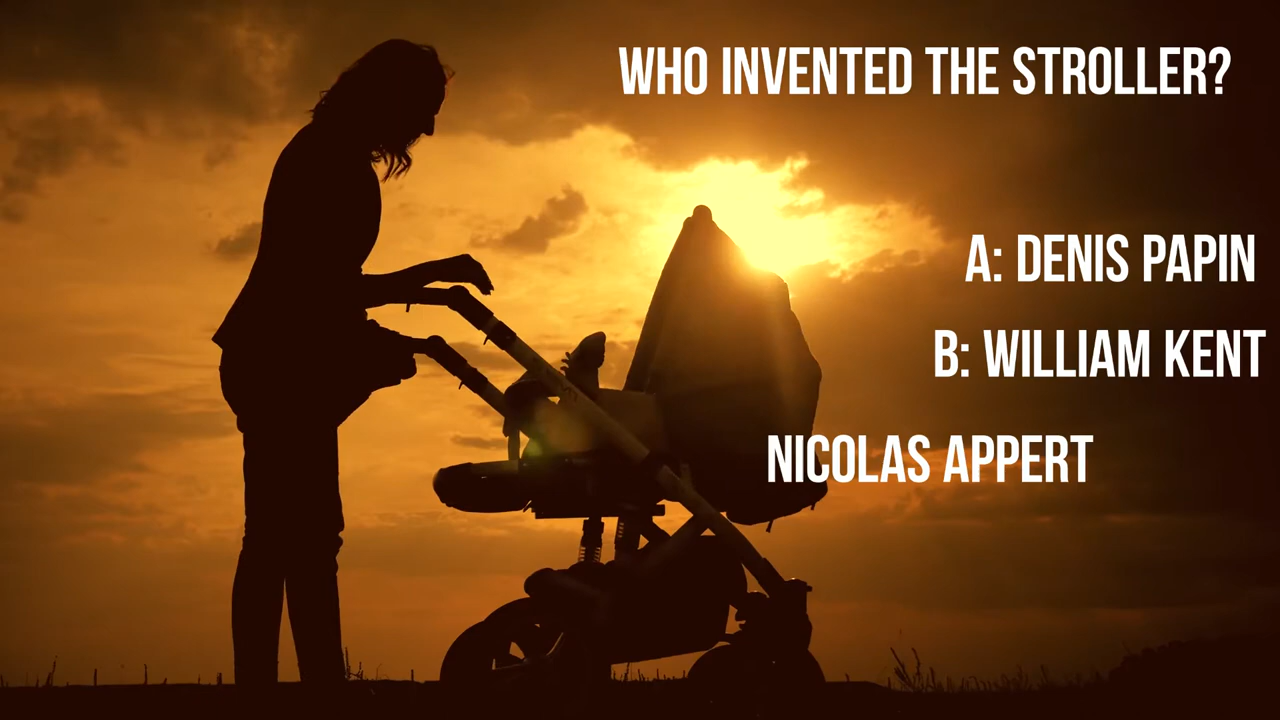 WHO INVENTED THE STROLLER?
A: DENIS PAPIN
B: WILLIAM KENT
NICOLAS APPERT